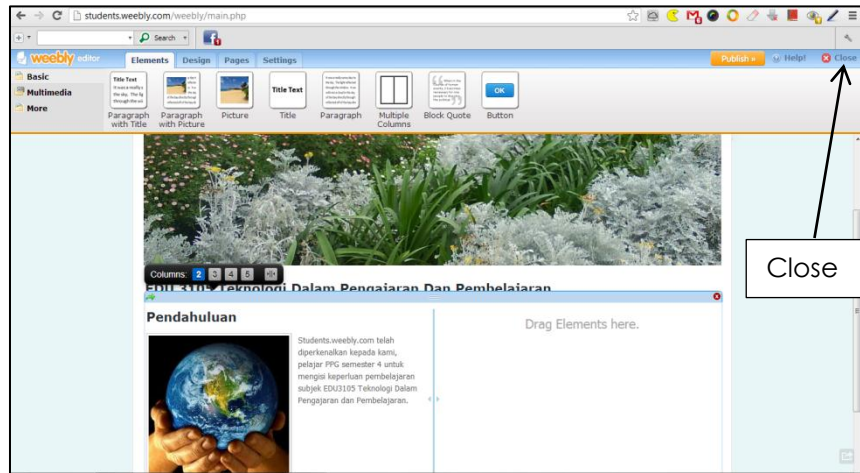 students.weebly.com/weebly/main.php
Search
weebly editor
Elements Design Pages Settings
Publish » Help! Close
Basic
Multimedia
More
Title Text
Paragraph with Title
Paragraph with Picture
Picture
Title Text
Title
Paragraph
Multiple Columns
Block Quote
OK
Button
Close
Columns: 2 3 4 5
EDU 3105 Teknologi Dalam Pengajaran Dan Pembelajaran
Pendahuluan
Drag Elements here.
Students.weebly.com telah
diperkenalkan kepada kami,
pelajar PPG semester 4 untuk
mengisi keperluan pembelajaran
subjek EDU3105 Teknologi Dalam
Pengajaran dan Pembelajaran.